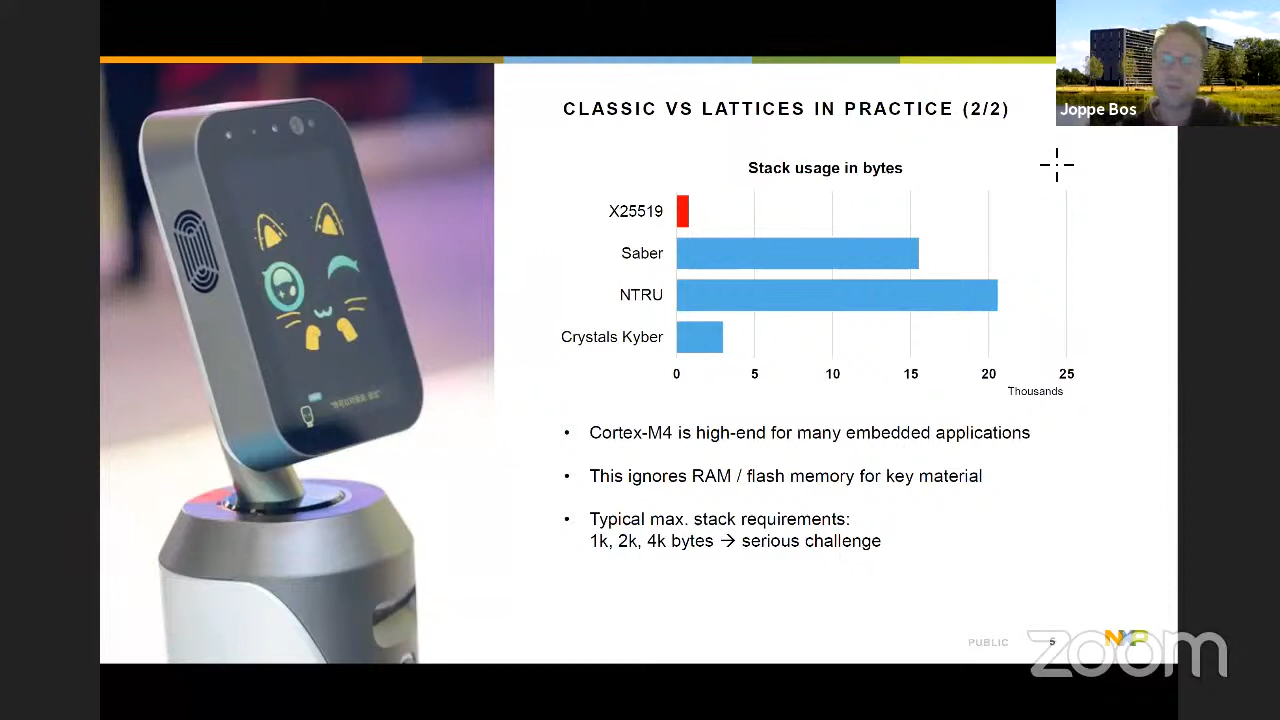 Joppe Bos
CLASSIC VS LATTICES IN PRACTICE (2/2)
Stack usage in bytes
X25519
Saber
NTRU
Crystals Kyber
0 5 10 15 20 25
Thousands
• Cortex-M4 is high-end for many embedded applications
• This ignores RAM / flash memory for key material
• Typical max. stack requirements:
1k, 2k, 4k bytes → serious challenge
PUBLIC 5 NXP
zoom